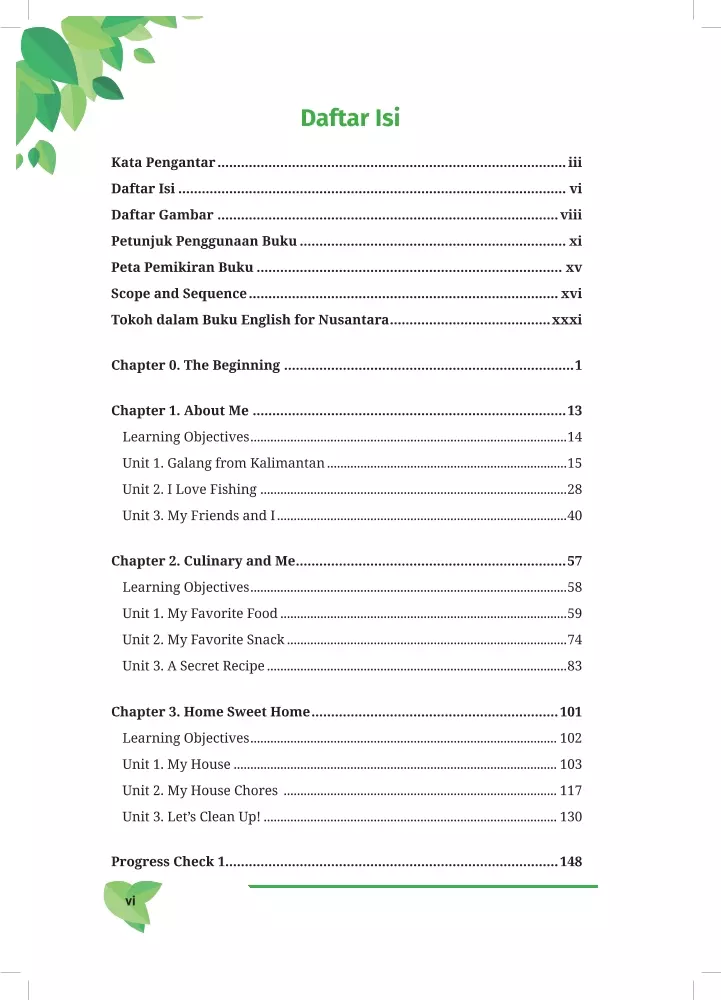 Daftar Isi
Kata Pengantar ........................................................................................ iii
Daftar Isi .................................................................................................. vi
Daftar Gambar ...................................................................................... viii
Petunjuk Penggunaan Buku .................................................................... xi
Peta Pemikiran Buku .............................................................................. xv
Scope and Sequence ............................................................................... xvi
Tokoh dalam Buku English for Nusantara......................................... xxxi
Chapter 0. The Beginning .......................................................................... 1
Chapter 1. About Me ................................................................................ 13
Learning Objectives............................................................................................... 14
Unit 1. Galang from Kalimantan ........................................................................ 15
Unit 2. I Love Fishing ............................................................................................ 28
Unit 3. My Friends and I ....................................................................................... 40
Chapter 2. Culinary and Me..................................................................... 57
Learning Objectives............................................................................................... 58
Unit 1. My Favorite Food ...................................................................................... 59
Unit 2. My Favorite Snack .................................................................................... 74
Unit 3. A Secret Recipe .......................................................................................... 83
Chapter 3. Home Sweet Home............................................................... 101
Learning Objectives............................................................................................ 102
Unit 1. My House ................................................................................................. 103
Unit 2. My House Chores .................................................................................. 117
Unit 3. Let’s Clean Up! ........................................................................................ 130
Progress Check 1..................................................................................... 148
vi